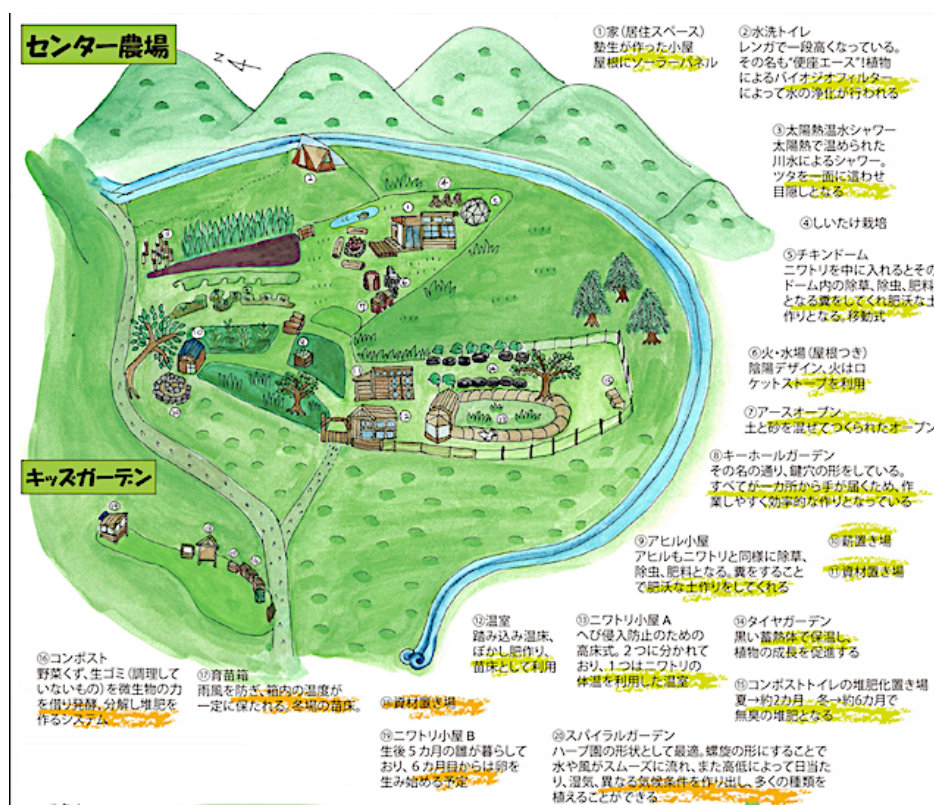 センター農場
N
①家（居住スペース）
塾生が作った小屋
屋根にソーラーパネル
②水洗トイレ
レンガで一段高くなっている。
その名も“便座エース”!植物
によるバイオジオフィルター
によって水の浄化が行われる
③太陽熱温水シャワー
太陽熱で温められた
川水によるシャワー。
ツタを一面に這わせ
目隠しとなる
④しいたけ栽培
⑤チキンドーム
ニワトリを中に入れるとその
ドーム内の除草、除虫、肥料
となる糞をしてくれ肥沃な土
作りとなる。移動式
⑥火・水場（屋根つき）
陰陽デザイン、火はロ
ケットストーブを利用
⑦アースオーブン
土と砂を混ぜてつくられたオーブン
⑧キーホールガーデン
その名の通り、鍵穴の形をしている。
すべてが一カ所から手が届くため、作
業しやすく効率的な作りとなっている
キッズガーデン
⑨アヒル小屋
アヒルもニワトリと同様に除草、
除虫、肥料となる。糞をすること
で肥沃な土作りをしてくれる
⑩薪置き場
⑪資材置き場
⑫温室
踏み込み温床、
ぼかし肥作り、
苗床として利用
⑬ニワトリ小屋A
へび侵入防止のための
高床式。2つに分かれて
おり、1つはニワトリの
体温を利用した温室
⑭タイヤガーデン
黒い蓄熱体で保温し、
植物の成長を促進する
⑮コンポストトイレの堆肥化置き場
夏→約2カ月 冬→約6カ月で
無臭の堆肥となる
⑯コンポスト
野菜くず、生ゴミ（調理して
いないもの）を微生物の力
を借り発酵、分解し堆肥を
作るシステム
⑰育苗箱
雨風を防ぎ、箱内の温度が
一定に保たれる。冬場の苗床。
⑱資材置き場
⑲ニワトリ小屋B
生後5カ月の雛が暮らして
おり、6カ月目からは卵を
生み始める予定
⑳スパイラルガーデン
ハーブ園の形状として最適。螺旋の形にすることで
水や風がスムーズに流れ、また高低によって日当た
り、湿気、異なる気候条件を作り出し、多くの種類を
植えることができる